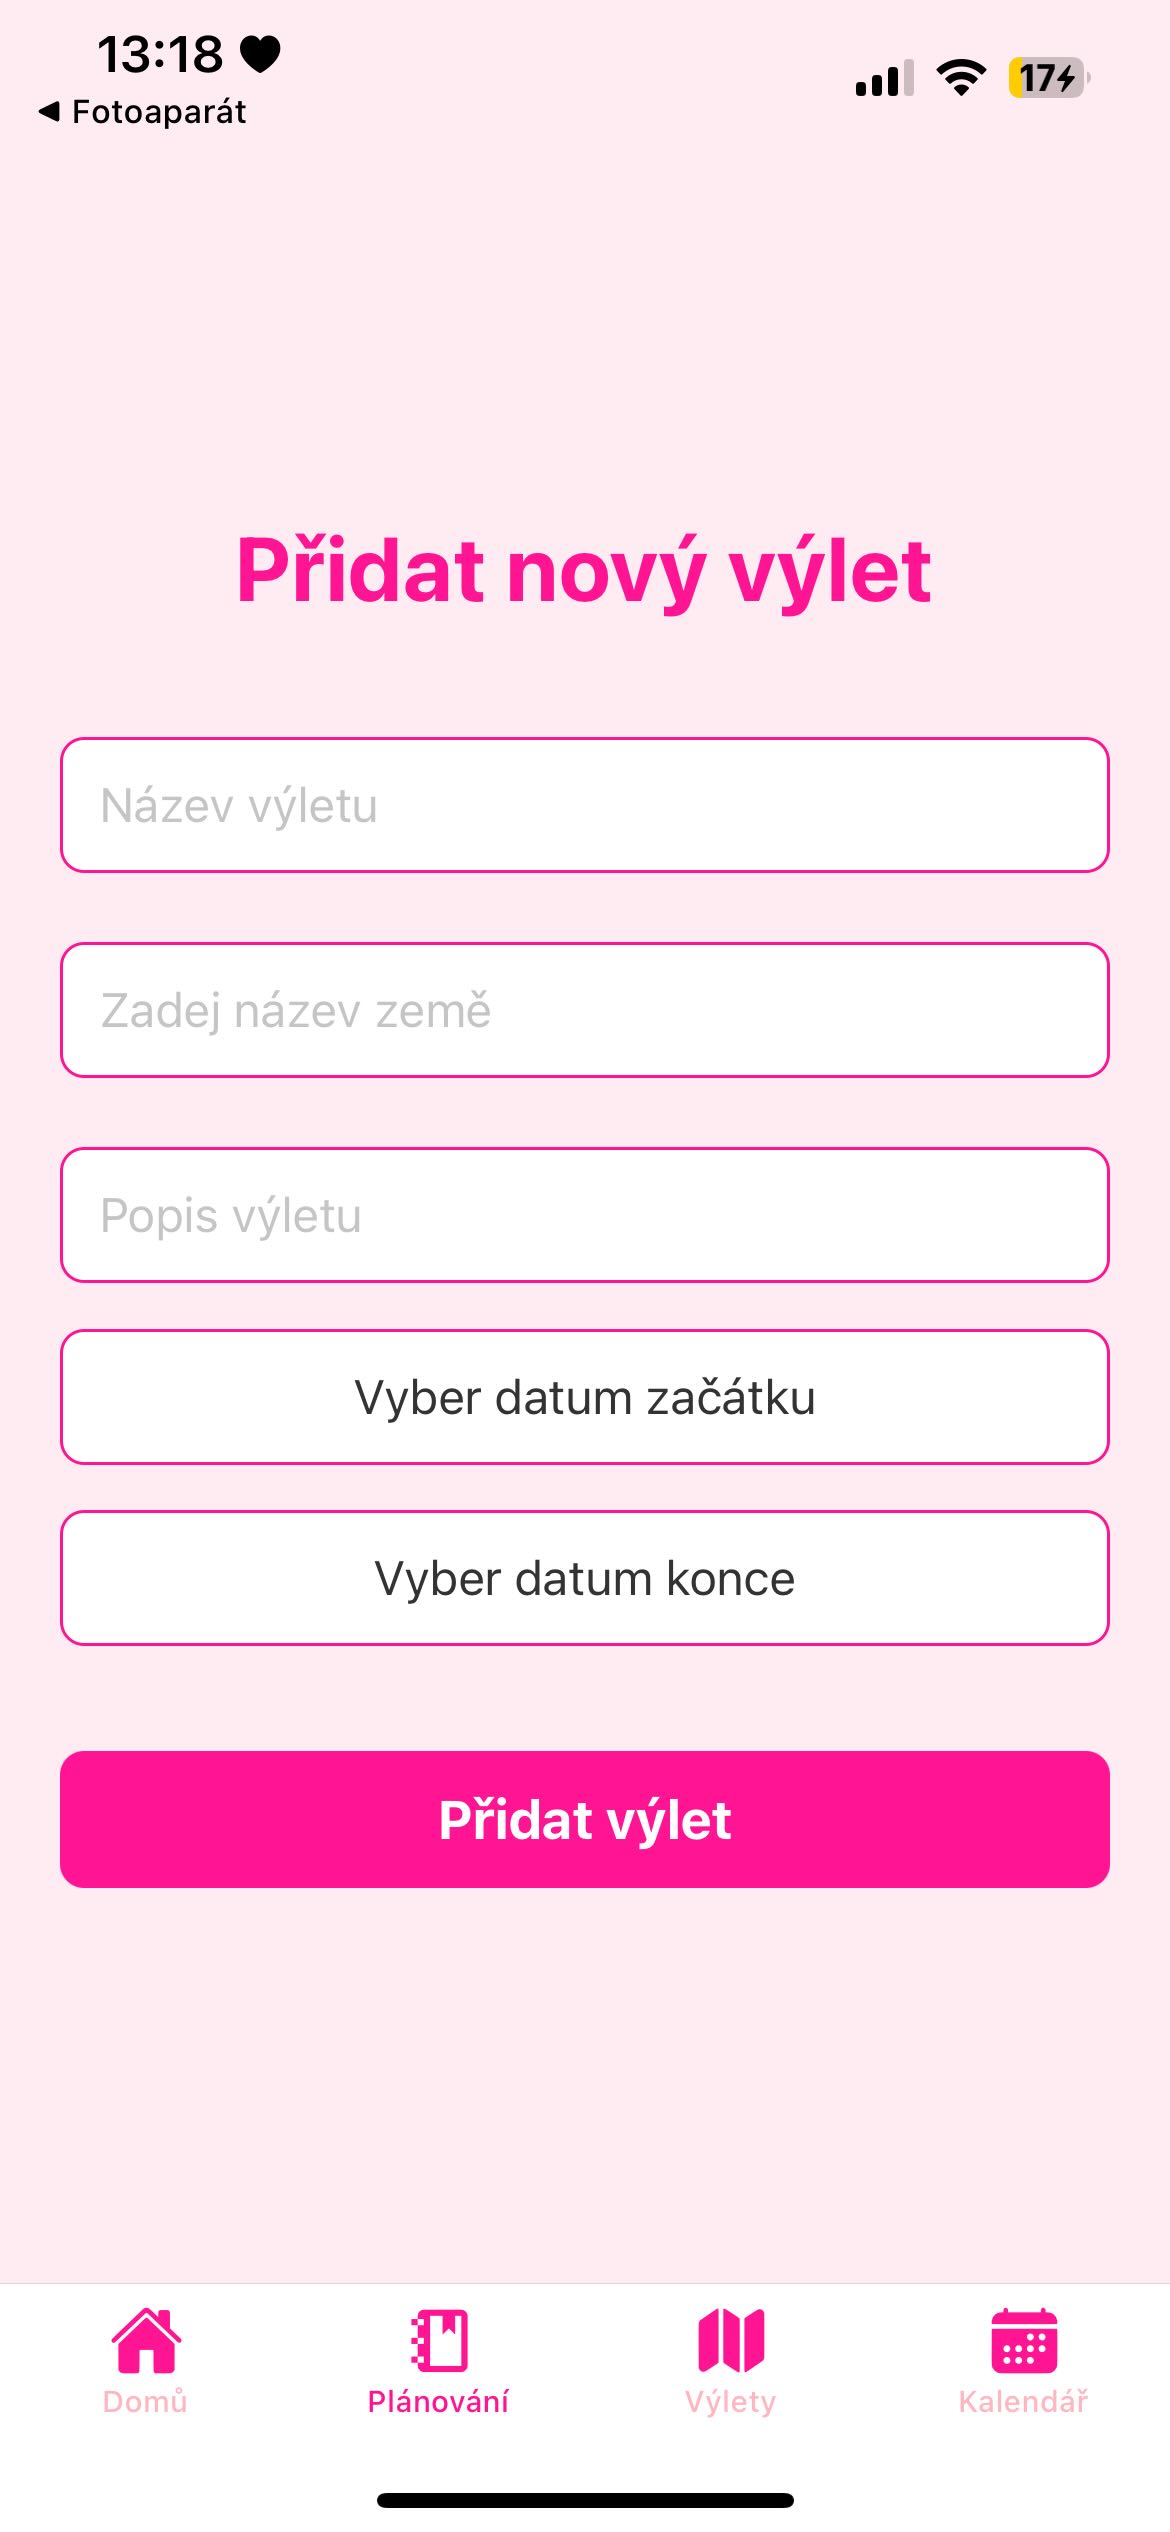 13:18
Fotoaparát
17
Přidat nový výlet
Název výletu
Zadej název země
Popis výletu
Vyber datum začátku
Vyber datum konce
Přidat výlet
Domů
Plánování
Výlety
Kalendář